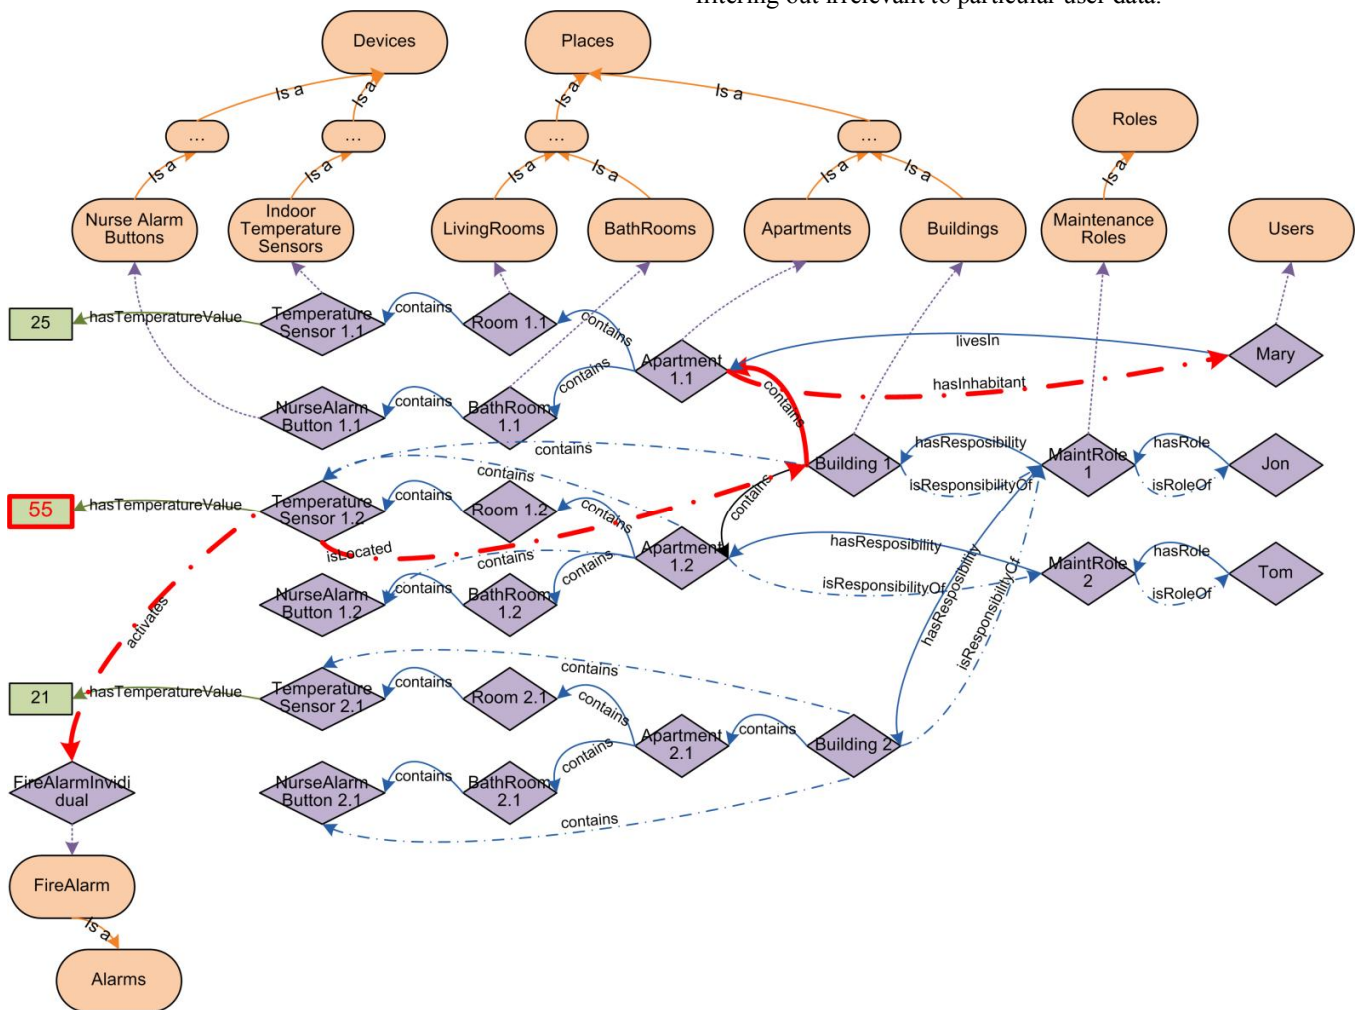 filtering out irrelevant to particular user data.
Devices
Places
Is a
Is a
Is a
Is a
Roles
...
...
...
...
Is a
Is a
Is a
Is a
Is a
Is a
Is a
Nurse Alarm
Buttons
Indoor
Temperature
Sensors
LivingRooms
BathRooms
Apartments
Buildings
Maintenance
Roles
Users
25
hasTemperatureValue
Temperature
Sensor 1.1
contains
Room 1.1
contains
Apartment
1.1
livesIn
Mary
hasInhabitant
NurseAlarm
Button 1.1
contains
BathRoom
1.1
contains
contains
contains
Building 1
hasResposibility
isResponsibilityOf
MaintRole
1
hasRole
isRoleOf
Jon
55
hasTemperatureValue
Temperature
Sensor 1.2
contains
Room 1.2
contains
contains
contains
isLocated
contains
Apartment
1.2
hasResposibility
isResponsibilityOf
MaintRole
2
hasRole
isRoleOf
Tom
NurseAlarm
Button 1.2
contains
BathRoom
1.2
contains
hasResposibility
isResponsibilityOf
activates
21
hasTemperatureValue
Temperature
Sensor 2.1
contains
Room 2.1
contains
contains
Apartment
2.1
contains
Building 2
FireAlarmInvidi
dual
NurseAlarm
Button 2.1
contains
BathRoom
2.1
contains
contains
FireAlarm
Is a
Alarms